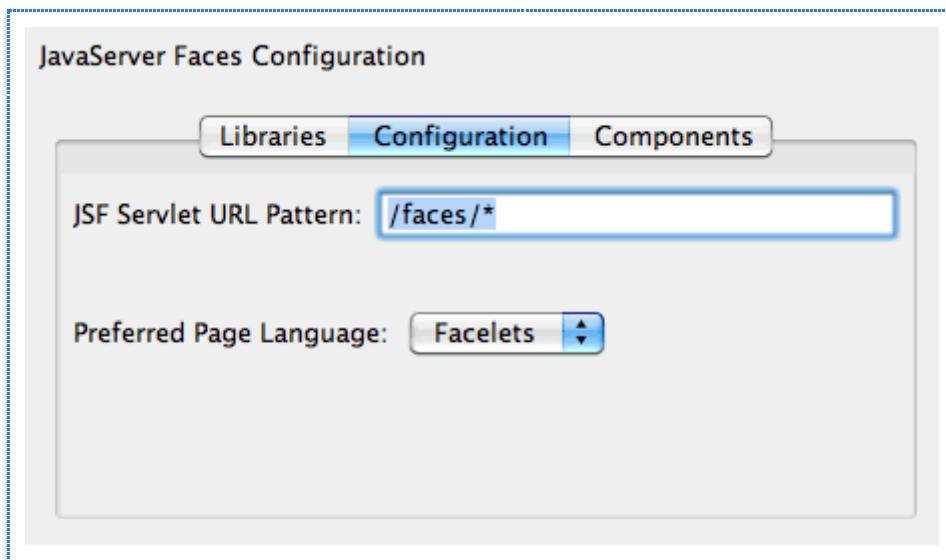 JavaServer Faces Configuration
Libraries Configuration Components
JSF Servlet URL Pattern: /faces/*
Preferred Page Language: Facelets